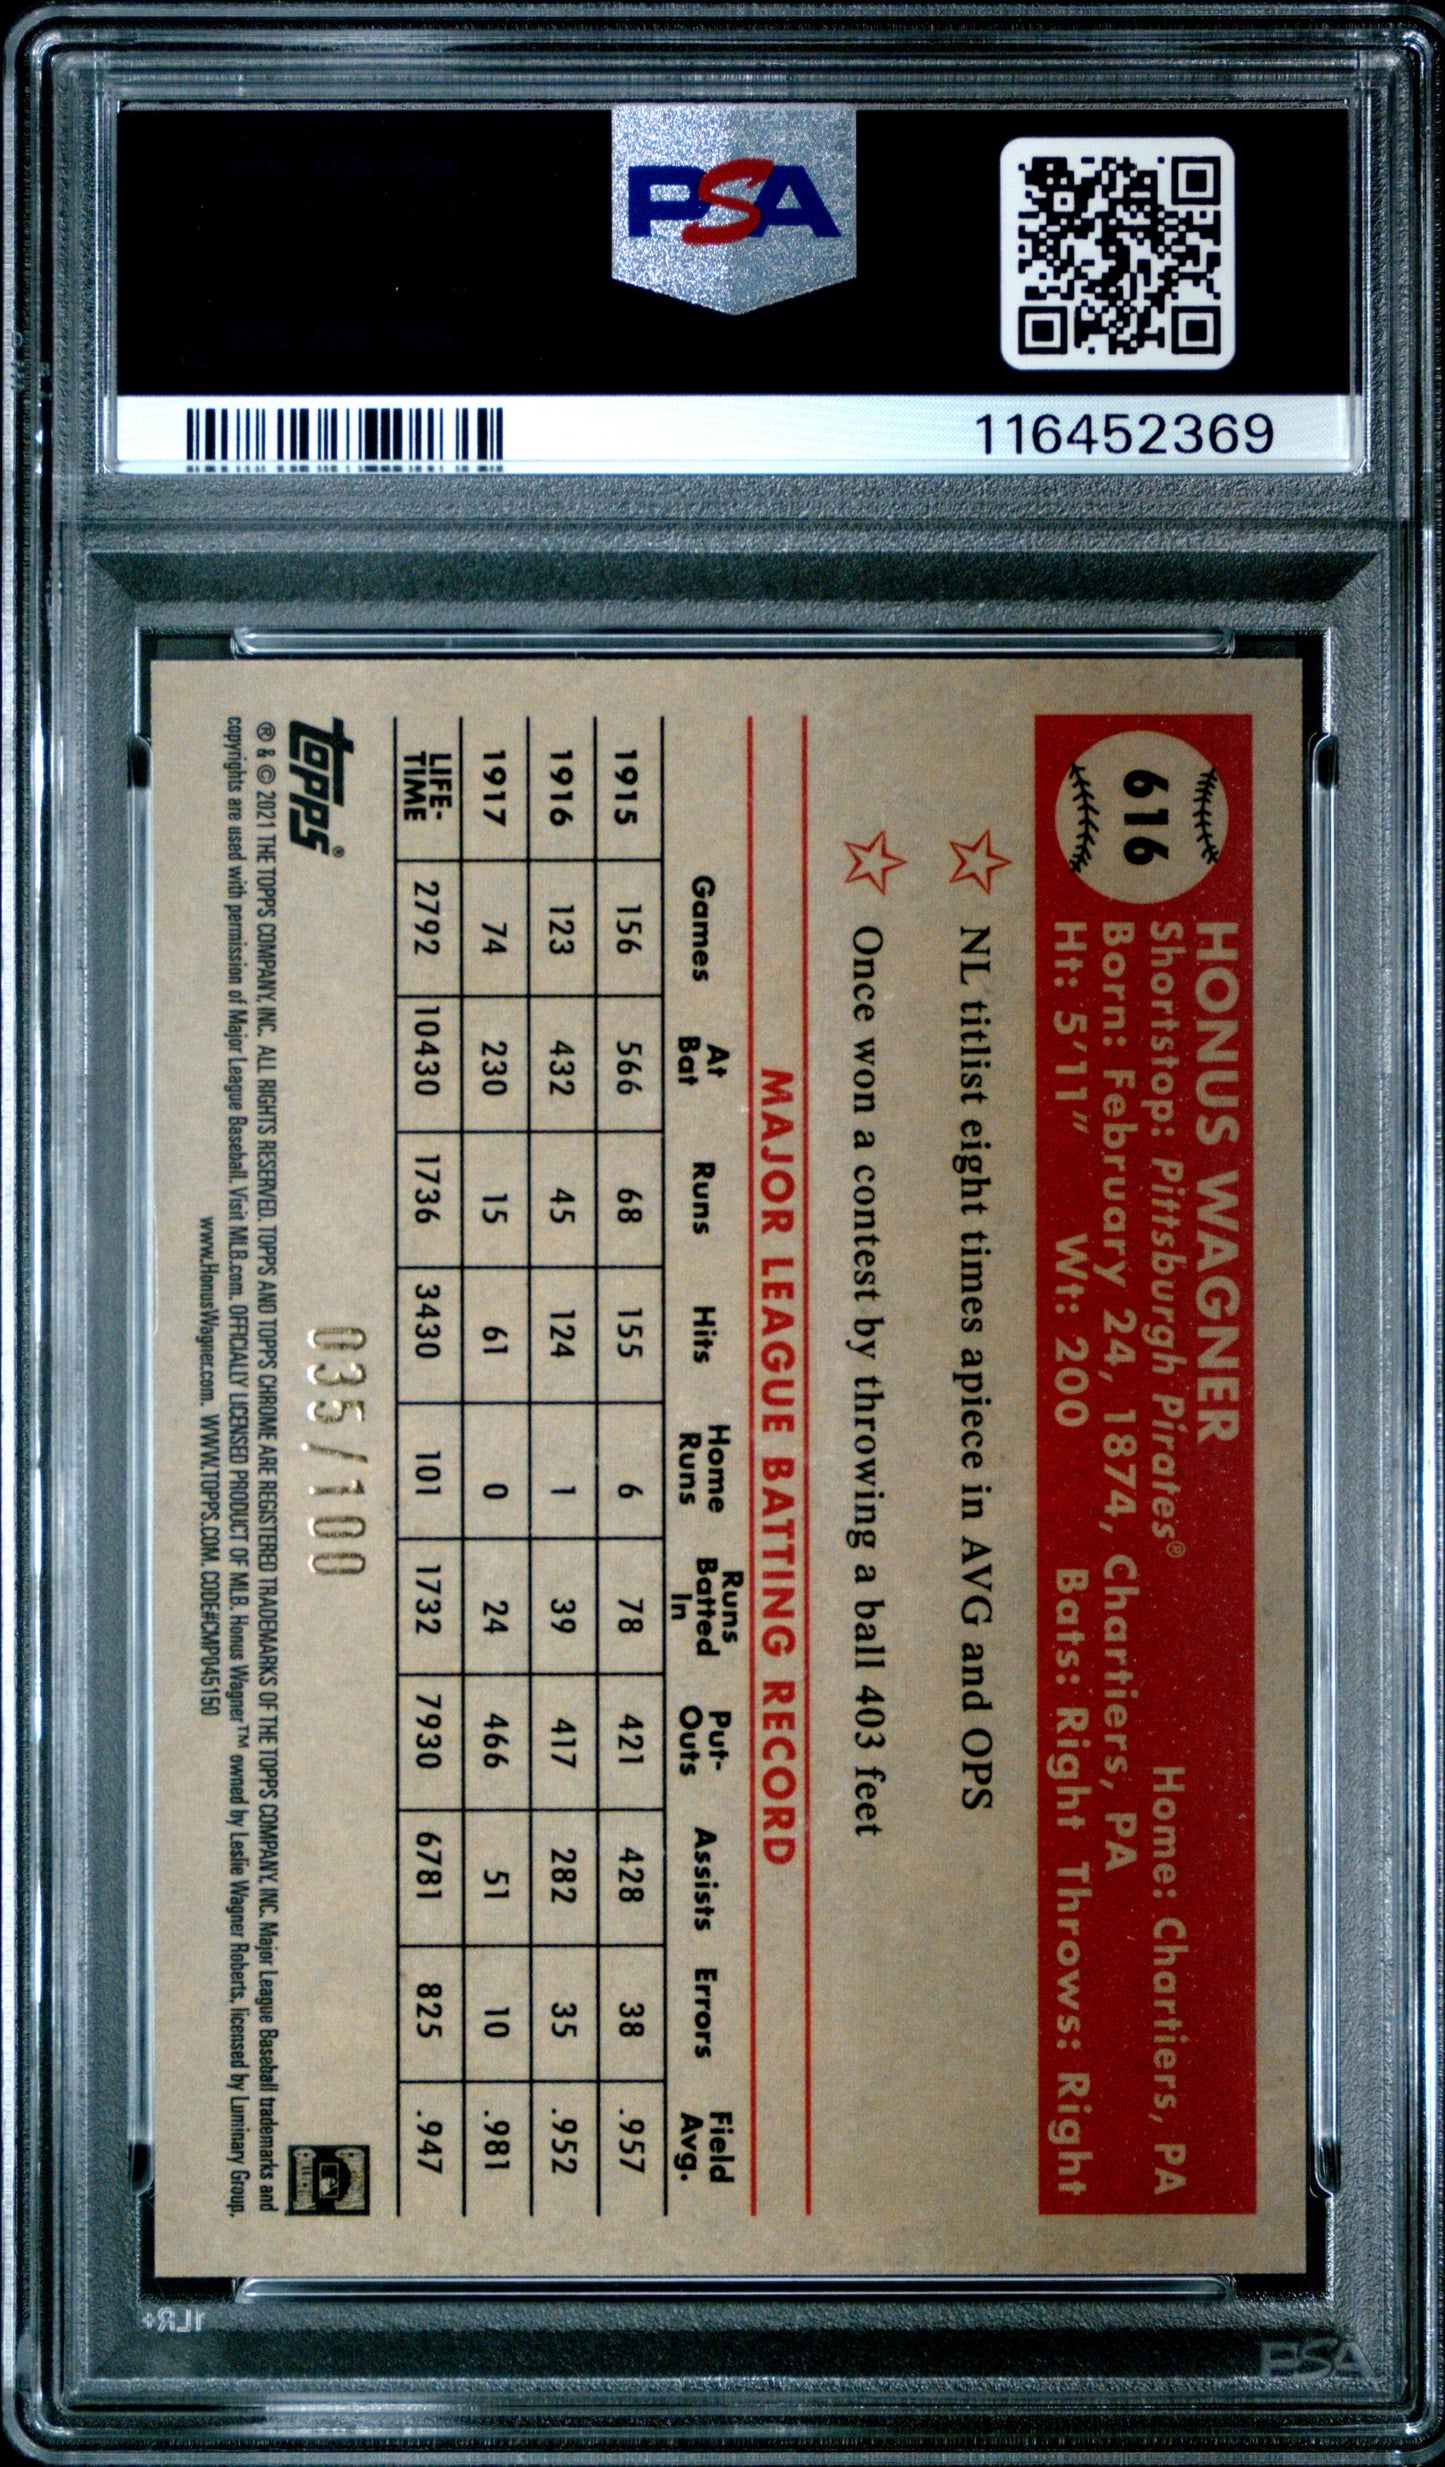 PSA
116452369
616
HONUS WAGNER
Shortstop: Pittsburgh Pirates® Home: Chartiers, PA
Born: February 24, 1874, Chartiers, PA
Ht: 5'11" Wt: 200 Bats: Right Throws: Right
☆ NL titlist eight times apiece in AVG and OPS
☆ Once won a contest by throwing a ball 403 feet
MAJOR LEAGUE BATTING RECORD
Games At Bat Runs Hits Home Runs Runs Batted In Put-Outs Assists Errors Field Avg.
1915 156 566 68 155 6 78 421 428 38 .957
1916 123 432 45 124 1 39 417 282 35 .952
1917 74 230 15 61 0 24 466 51 10 .981
LIFE-TIME 2792 10430 1736 3430 101 1732 7930 6781 825 .947
035/100
topps®
® & © 2021 THE TOPPS COMPANY, INC. ALL RIGHTS RESERVED. TOPPS AND TOPPS CHROME ARE REGISTERED TRADEMARKS OF THE TOPPS COMPANY, INC. Major League Baseball trademarks and
copyrights are used with permission of Major League Baseball. Visit MLB.com. OFFICIALLY LICENSED PRODUCT OF MLB. Honus Wagner™ owned by Leslie Wagner Roberts, licensed by Luminary Group,
www.HonusWagner.com. WWW.TOPPS.COM. CODE#CMP045150
PSA